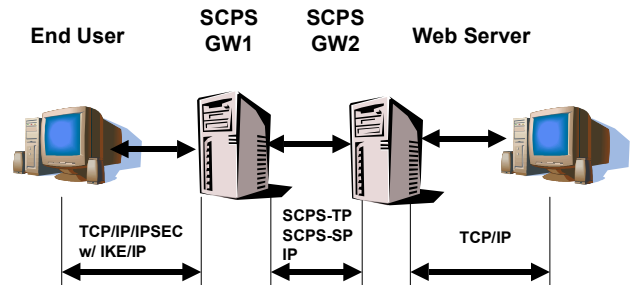 End User
SCPS
GW1
SCPS
GW2
Web Server
TCP/IP/IPSEC
w/ IKE/IP
SCPS-TP
SCPS-SP
IP
TCP/IP